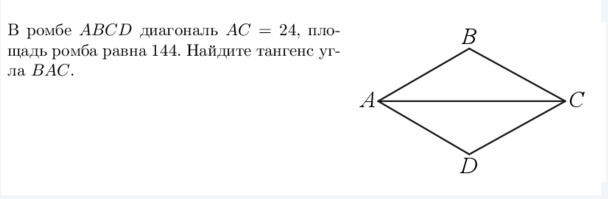 В ромбе ABCD диагональ AC = 24, пло-
щадь ромба равна 144. Найдите тангенс уг-
ла BAC.
B
A
C
D